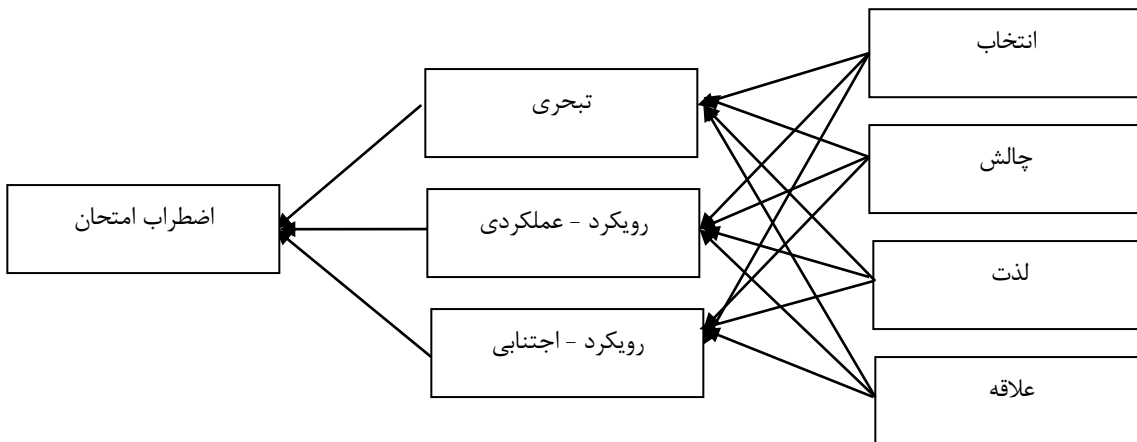 انتخاب
چالش
لذت
علاقه
تبحری
رویکرد - عملکردی
رویکرد - اجتنابی
اضطراب امتحان